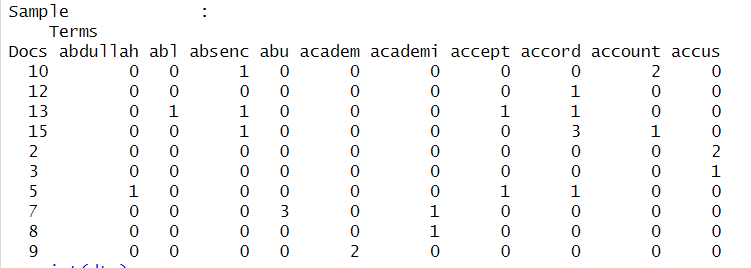 Sample             :
    Terms
Docs abdullah abl absenc abu academ academi accept accord account accus
  10        0   0      1   0      0       0      0      0       2     0
  12        0   0      0   0      0       0      0      1       0     0
  13        0   1      1   0      0       0      1      1       0     0
  15        0   0      1   0      0       0      0      3       1     0
  2         0   0      0   0      0       0      0      0       0     2
  3         0   0      0   0      0       0      0      0       0     1
  5         1   0      0   0      0       0      1      1       0     0
  7         0   0      0   3      0       1      0      0       0     0
  8         0   0      0   0      0       1      0      0       0     0
  9         0   0      0   0      2       0      0      0       0     0